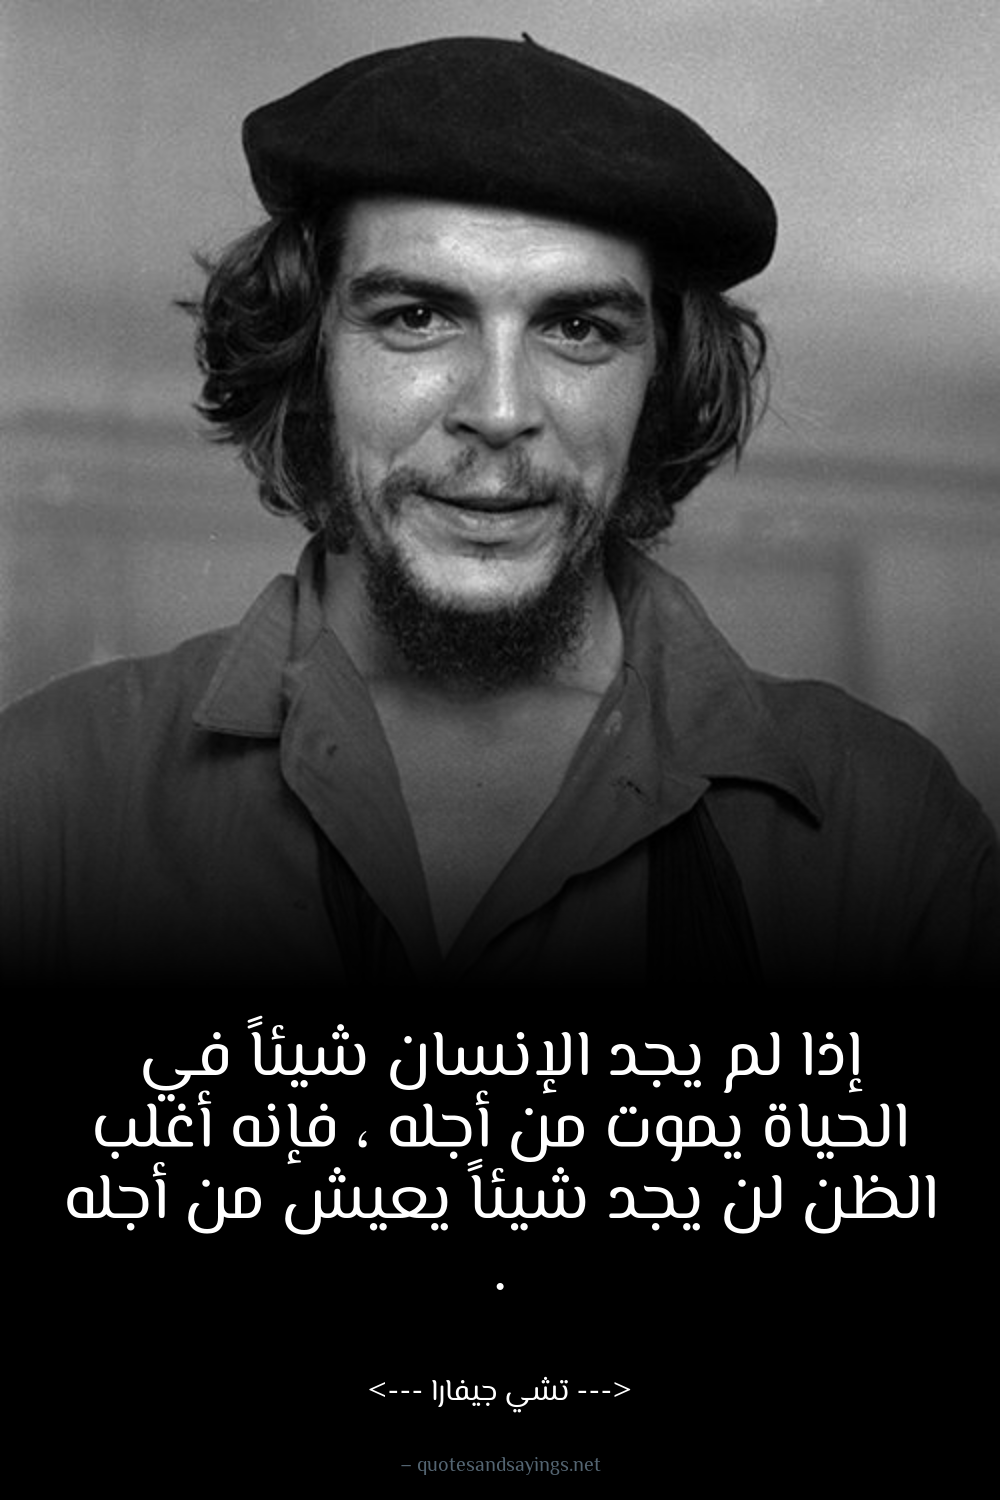 إذا لم يجد الإنسان شيئاً في
الحياة يموت من أجله ، فإنه أغلب
الظن لن يجد شيئاً يعيش من أجله
.
<--- تشي جيفارا --->
– quotesandsayings.net